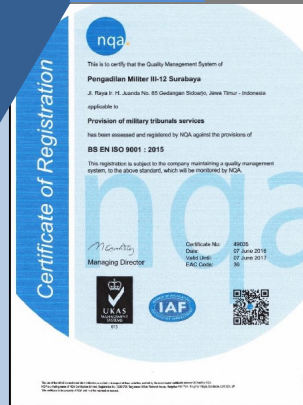 nqa.
Certificate of Registration
This is to certify that the Quality Management System of
Pengadilan Militer III-12 Surabaya
Jl. Raya Ir. H. Juanda No. 85 Gedangan Sidoarjo, Jawa Timur - Indonesia
applicable to
Provision of military tribunals services
has been assessed and registered by NQA against the provisions of
BS EN ISO 9001 : 2015
This registration is subject to the company maintaining a quality management
system, to the above standard, which will be monitored by NQA.
nqa
Managing Director
Certificate No:
Date: 07 June 2016
Valid Until: 07 June 2017
EAC Code: 36
UKAS
MANAGEMENT
SYSTEMS
015
IAF